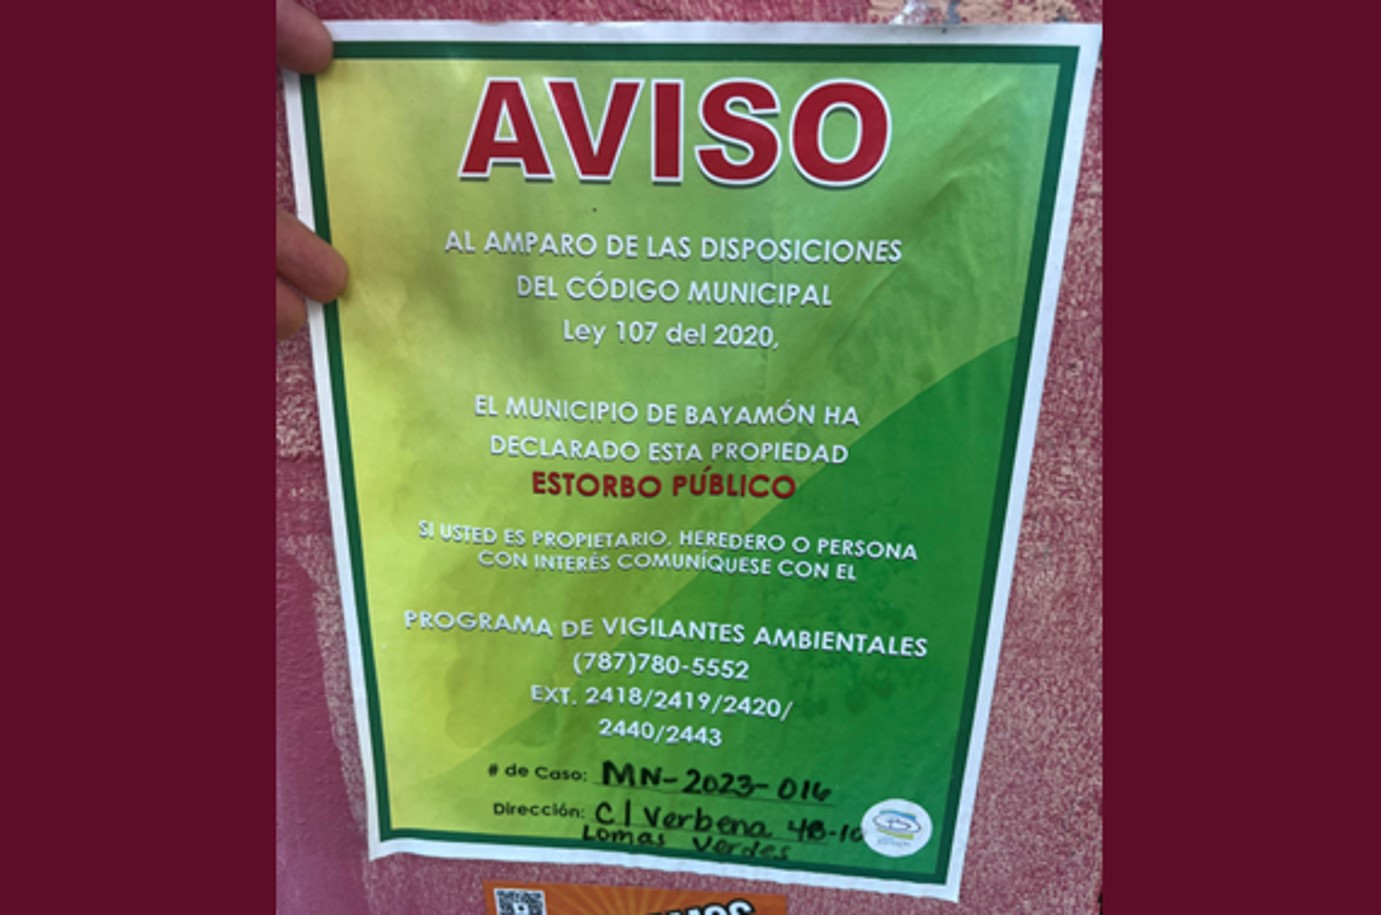 AVISO
AL AMPARO DE LAS DISPOSICIONES
DEL CÓDIGO MUNICIPAL
Ley 107 del 2020,
EL MUNICIPIO DE BAYAMÓN HA
DECLARADO ESTA PROPIEDAD
ESTORBO PÚBLICO
SI USTED ES PROPIETARIO, HEREDERO O PERSONA
CON INTERÉS COMUNÍQUESE CON EL
PROGRAMA DE VIGILANTES AMBIENTALES
(787)780-5552
EXT. 2418/2419/2420/
2440/2443
# de Caso: MN-2023-016
Dirección: C/ Verbena 4B-10
Lomas Verdes